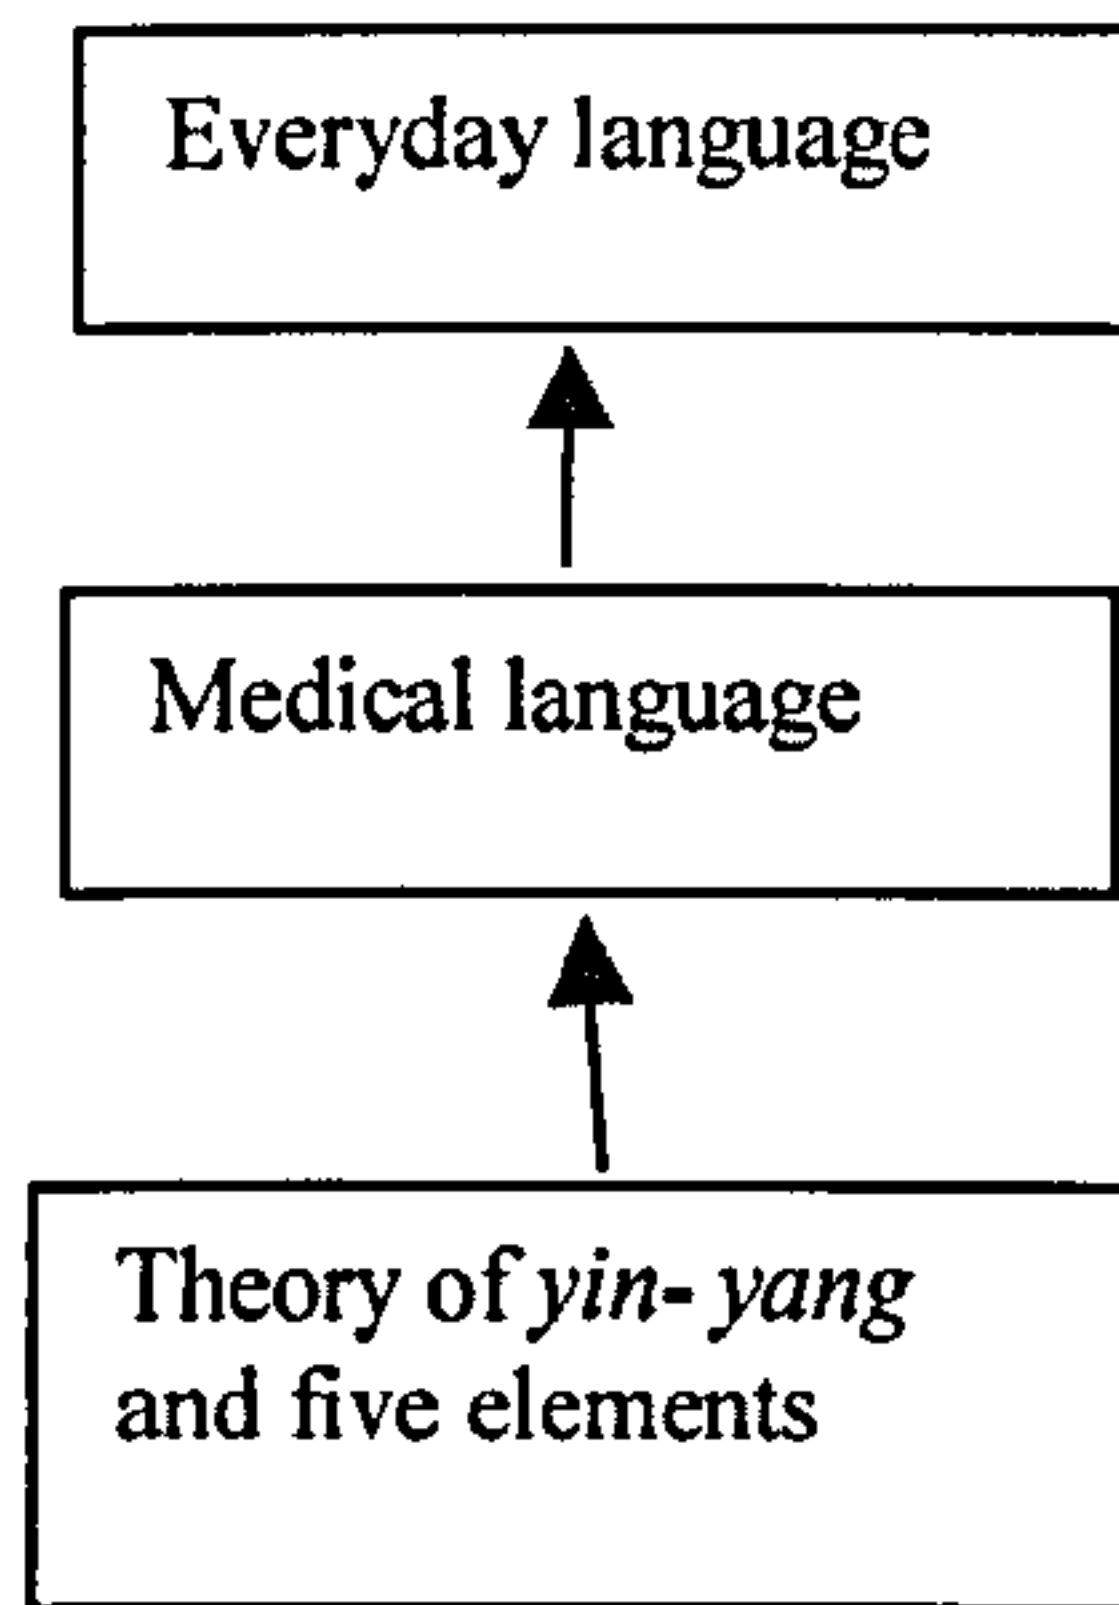 Everyday language
Medical language
Theory of yin- yang
and five elements